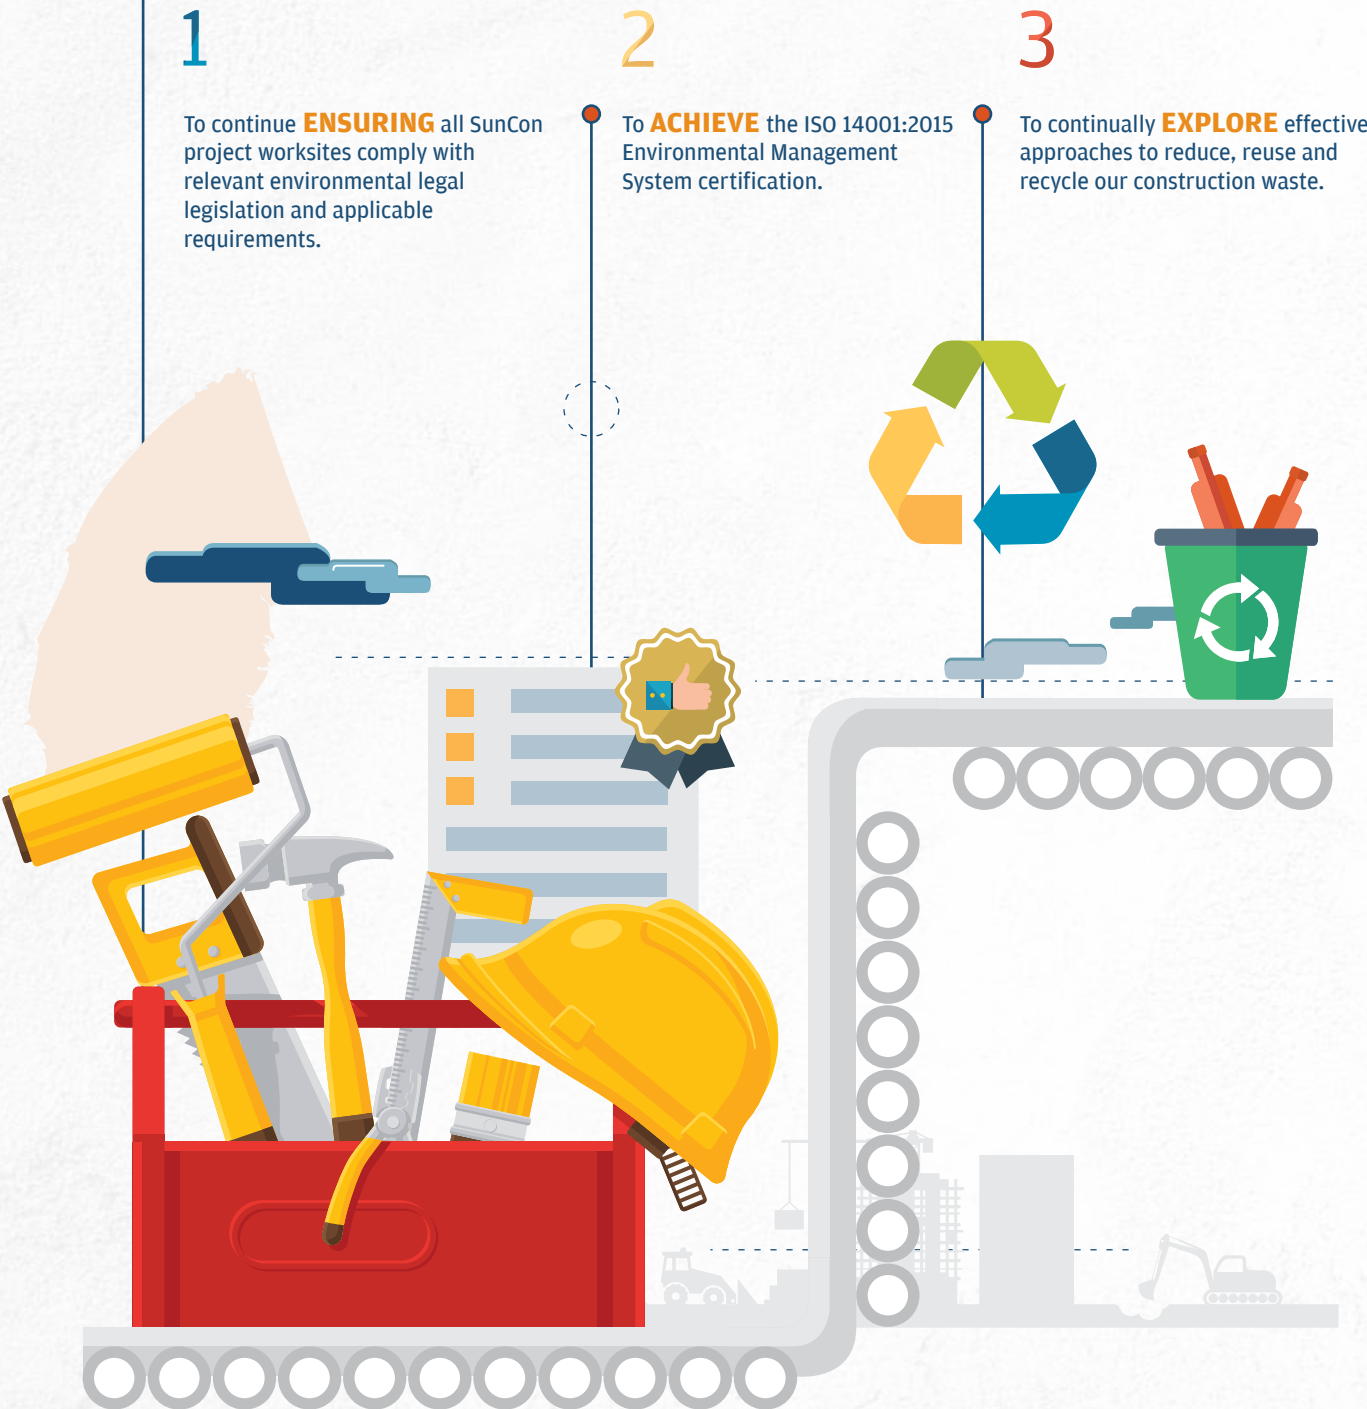 1
To continue ENSURING all SunCon
project worksites comply with
relevant environmental legal
legislation and applicable
requirements.
2
To ACHIEVE the ISO 14001:2015
Environmental Management
System certification.
3
To continually EXPLORE effective
approaches to reduce, reuse and
recycle our construction waste.